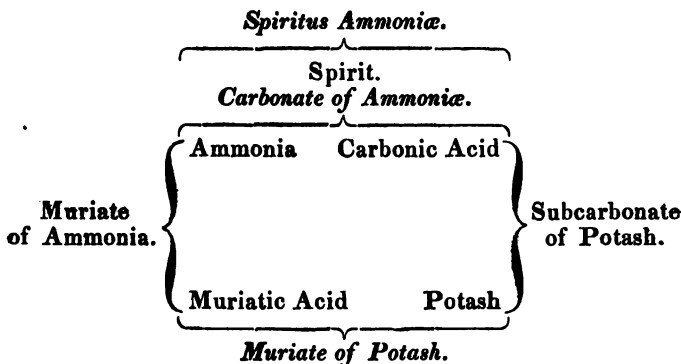 Spiritus Ammoniæ.
Spirit.
Carbonate of Ammoniæ.
Ammonia Carbonic Acid
Muriate
of Ammonia.
Subcarbonate
of Potash.
Muriatic Acid Potash
Muriate of Potash.